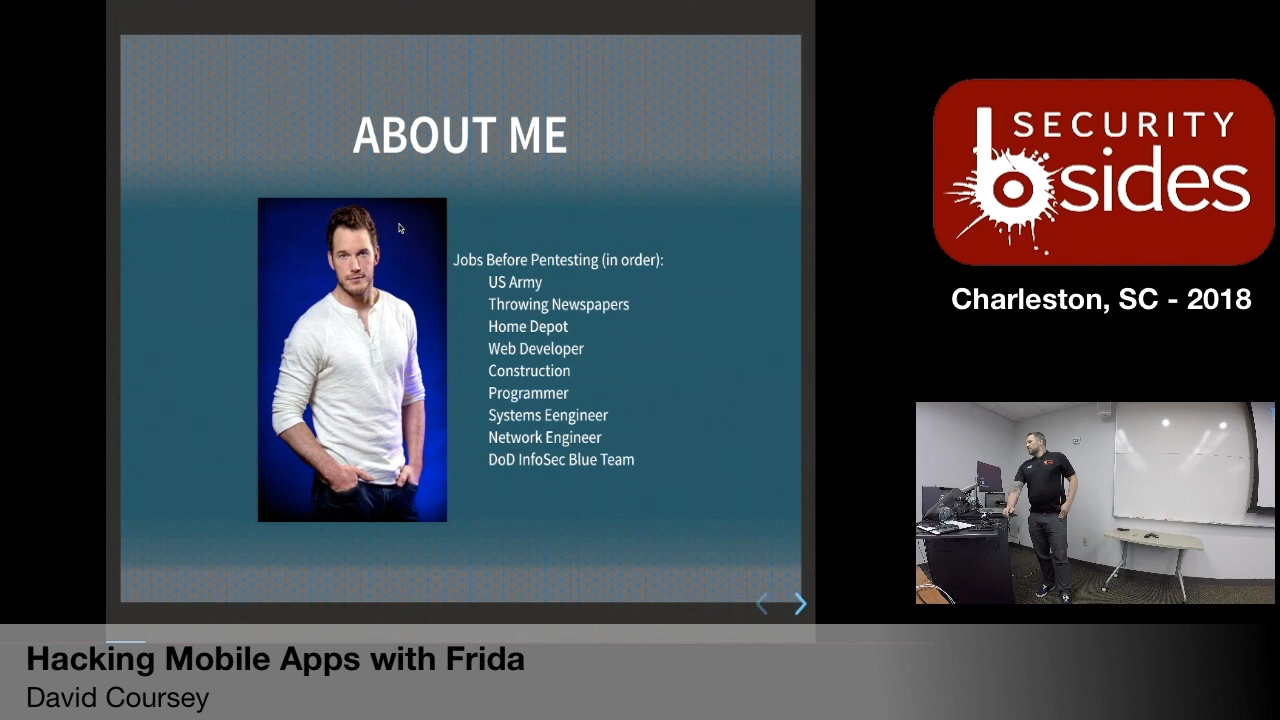 ABOUT ME
Jobs Before Pentesting (in order):
US Army
Throwing Newspapers
Home Depot
Web Developer
Construction
Programmer
Systems Eengineer
Network Engineer
DoD InfoSec Blue Team
SECURITY
bsides
Charleston, SC - 2018
Hacking Mobile Apps with Frida
David Coursey